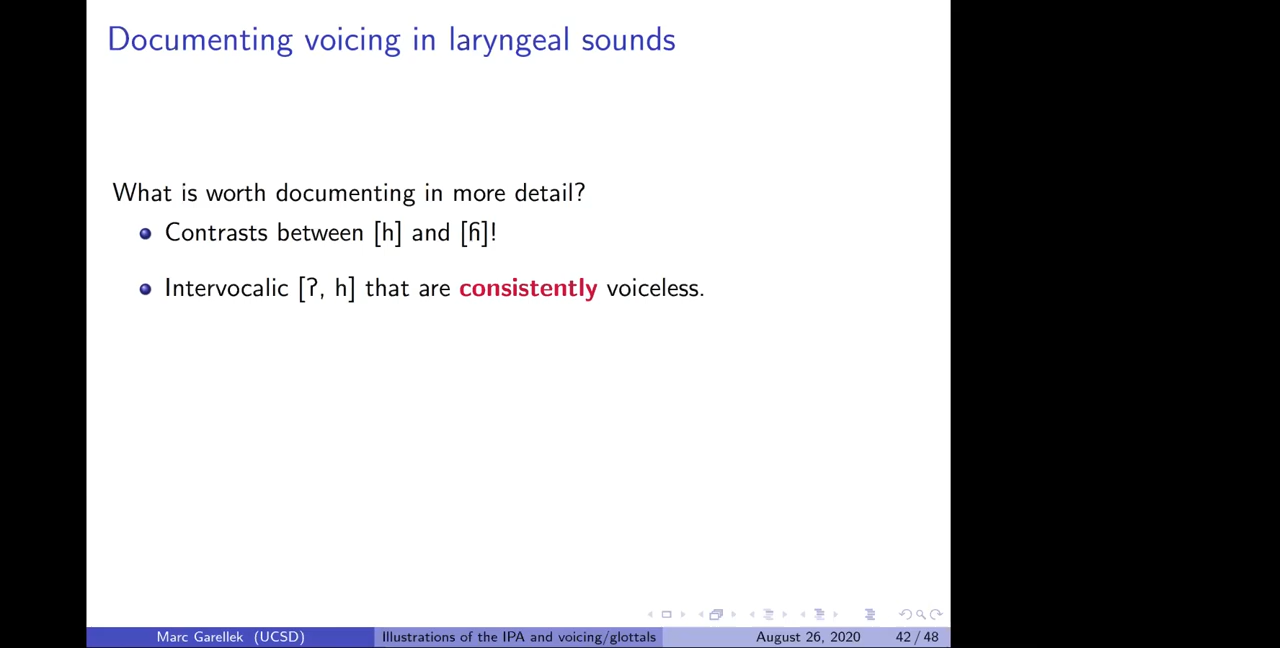 Documenting voicing in laryngeal sounds
What is worth documenting in more detail?
Contrasts between [h] and [ɦ]!
Intervocalic [ʔ, h] that are consistently voiceless.
Marc Garellek (UCSD) Illustrations of the IPA and voicing/glottals August 26, 2020 42 / 48